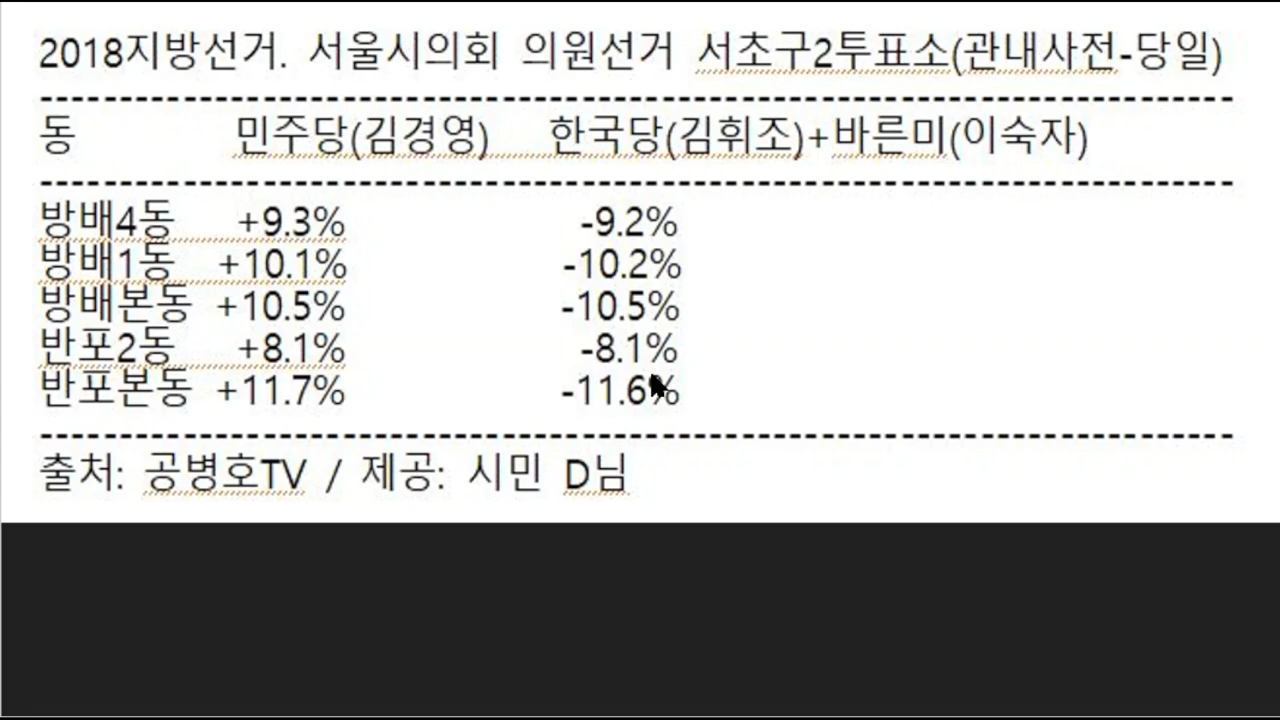 2018지방선거. 서울시의회 의원선거 서초구2투표소(관내사전-당일)
동 민주당(김경영) 한국당(김휘조)+바른미(이숙자)
방배4동 +9.3% -9.2%
방배1동 +10.1% -10.2%
방배본동 +10.5% -10.5%
반포2동 +8.1% -8.1%
반포본동 +11.7% -11.6%
출처: 공병호TV / 제공: 시민 D님